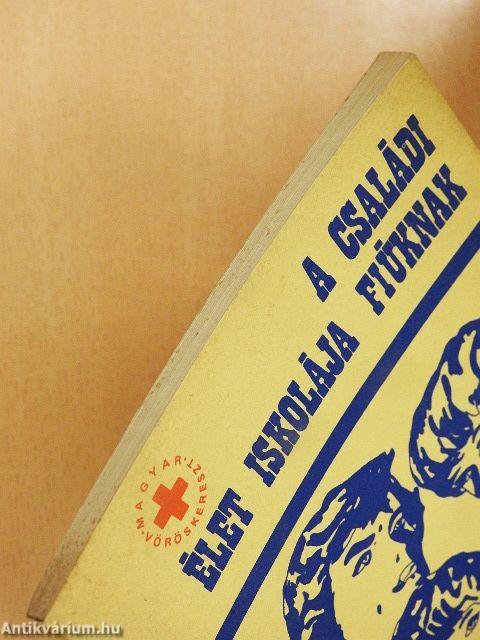 A CSALÁDI
ÉLET ISKOLÁJA FIÚKNAK
MAGYAR
VÖRÖSKERESZT
Antikvárium.hu